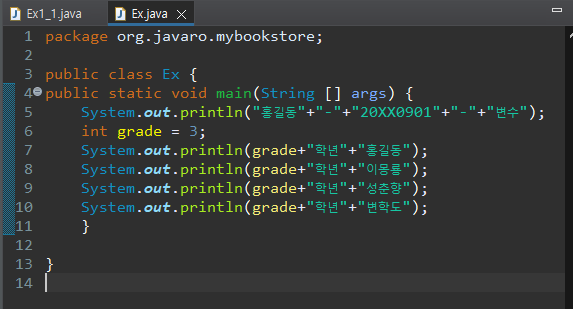 Ex1_1.java Ex.java
1 package org.javaro.mybookstore;
2
3 public class Ex {
4 public static void main(String [] args) {
5 System.out.println("홍길동"+"-"+"20XX0901"+"-"+"변수");
6 int grade = 3;
7 System.out.println(grade+"학년"+"홍길동");
8 System.out.println(grade+"학년"+"이몽룡");
9 System.out.println(grade+"학년"+"성춘향");
10 System.out.println(grade+"학년"+"변학도");
11 }
12
13 }
14